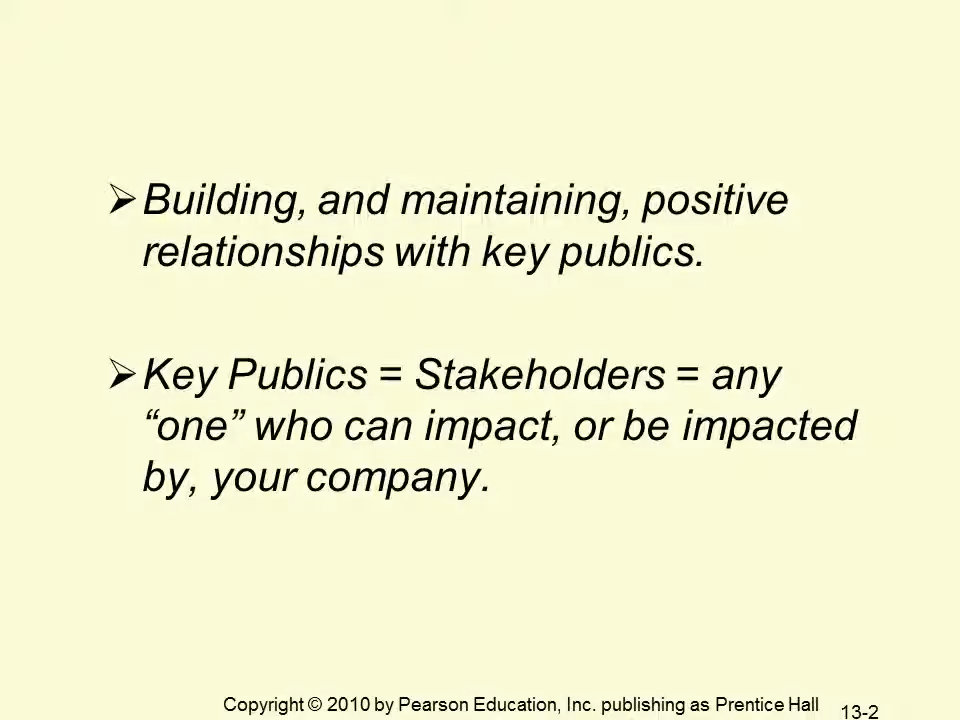 ➢Building, and maintaining, positive
relationships with key publics.
➢Key Publics = Stakeholders = any
“one” who can impact, or be impacted
by, your company.
Copyright © 2010 by Pearson Education, Inc. publishing as Prentice Hall
13-2